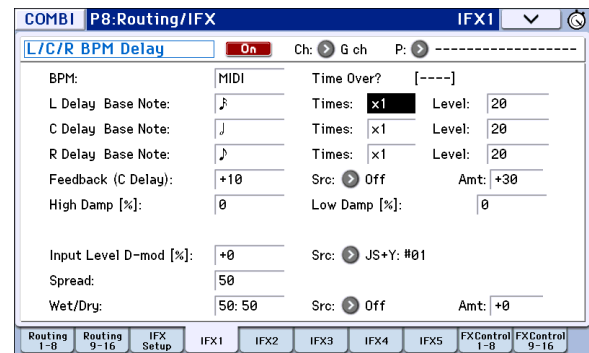 COMBI P8:Routing/IFX IFX1
L/C/R BPM Delay On Ch: G ch P: -------------------
BPM: MIDI Time Over? [----]
L Delay Base Note: Times: x1 Level: 20
C Delay Base Note: Times: x1 Level: 20
R Delay Base Note: Times: x1 Level: 20
Feedback (C Delay): +10 Src: Off Amt: +30
High Damp [%]: 0 Low Damp [%]: 0
Input Level D-mod [%]: +0 Src: JS+Y: #01
Spread: 50
Wet/Dry: 50: 50 Src: Off Amt: +0
Routing 1-8 Routing 9-16 IFX Setup IFX1 IFX2 IFX3 IFX4 IFX5 FXControl 1-8 FXControl 9-16